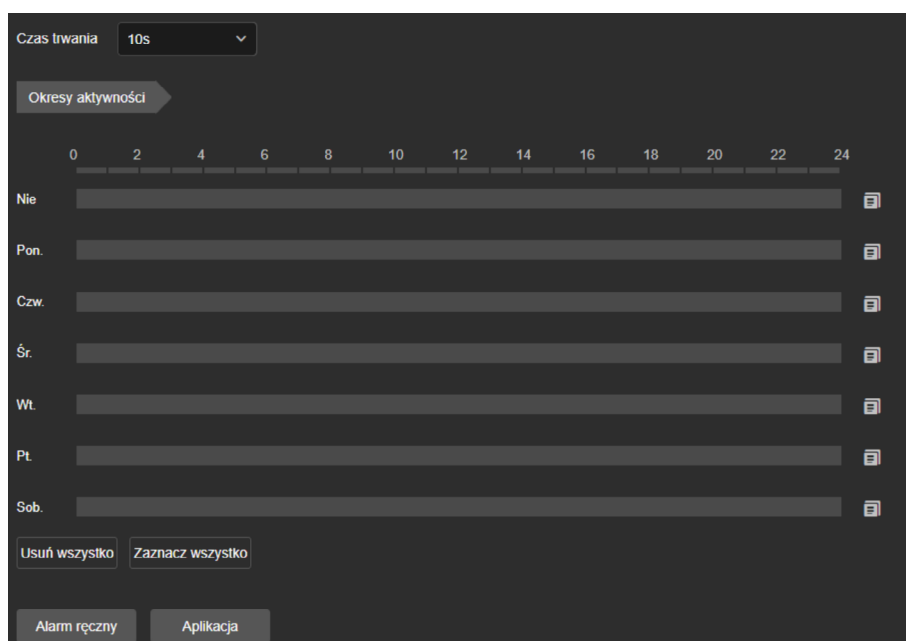 Czas trwania 10s
Okresy aktywności
0 2 4 6 8 10 12 14 16 18 20 22 24
Nie
Pon.
Czw.
Śr.
Wt.
Pt.
Sob.
Usuń wszystko Zaznacz wszystko
Alarm ręczny Aplikacja